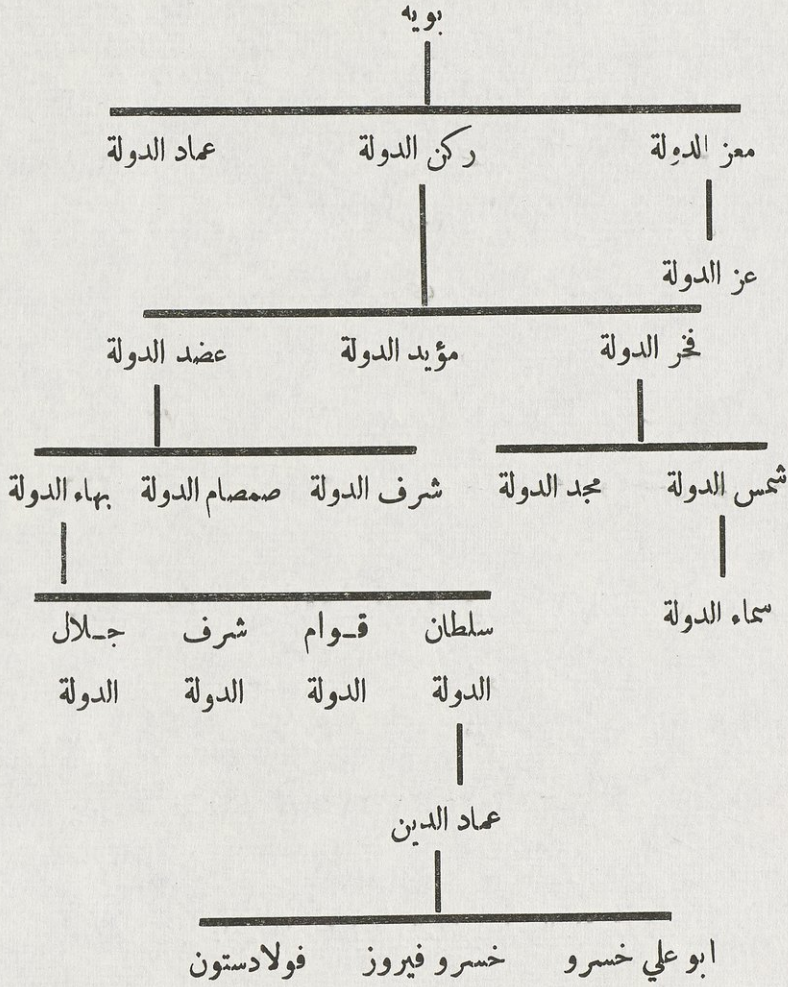 بويه
معز الدولة ركن الدولة عماد الدولة
عز الدولة
فخر الدولة مؤيد الدولة عضد الدولة
شمس الدولة مجد الدولة شرف الدولة صمصام الدولة بهاء الدولة
سماء الدولة
سلطان قـوام شرف جـلال
الدولة الدولة الدولة الدولة
عماد الدين
ابو علي خسرو خسرو فيروز فولادستون